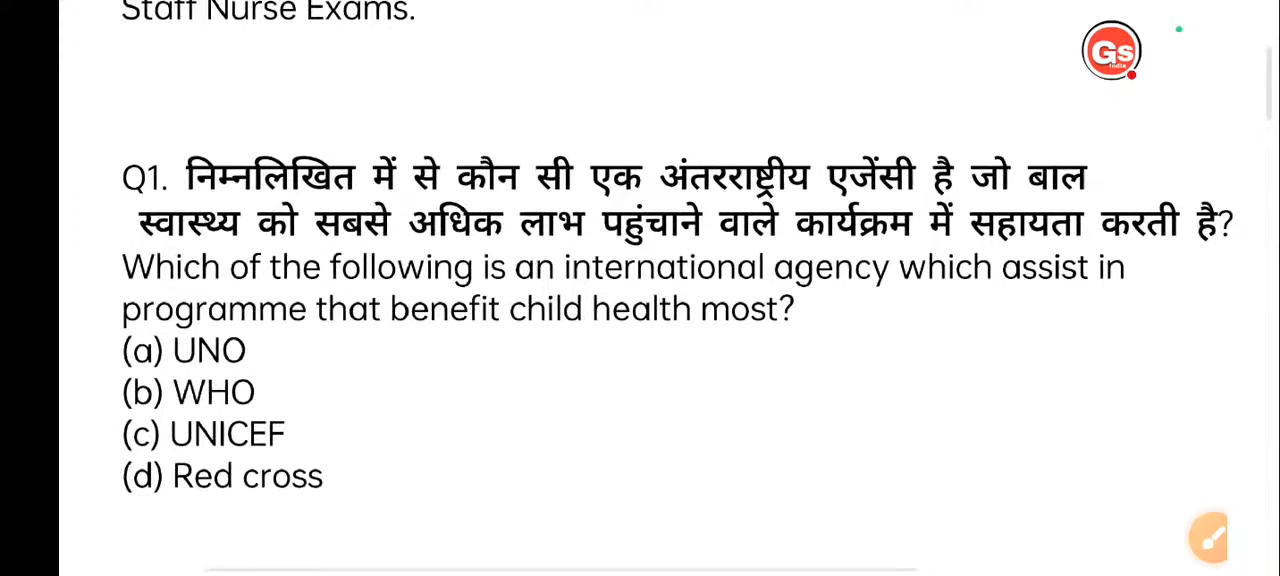 Staff Nurse Exams.
Gs
India
Q1. निम्नलिखित में से कौन सी एक अंतरराष्ट्रीय एजेंसी है जो बाल
स्वास्थ्य को सबसे अधिक लाभ पहुंचाने वाले कार्यक्रम में सहायता करती है?
Which of the following is an international agency which assist in
programme that benefit child health most?
(a) UNO
(b) WHO
(c) UNICEF
(d) Red cross